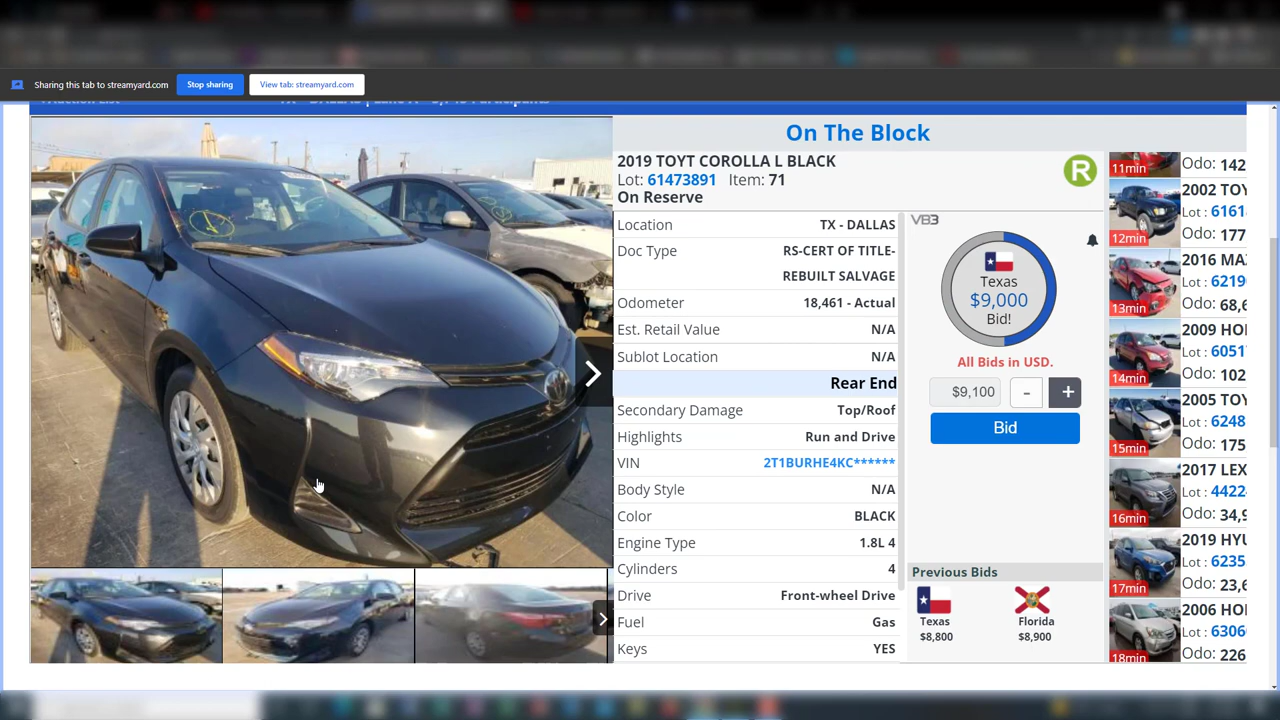 Sharing this tab to streamyard.com
Stop sharing
View tab: streamyard.com
On The Block
2019 TOYT COROLLA L BLACK
Lot: 61473891 Item: 71
On Reserve
R
Location TX - DALLAS
Doc Type RS-CERT OF TITLE-
REBUILT SALVAGE
Odometer 18,461 - Actual
Est. Retail Value N/A
Sublot Location N/A
Rear End
Secondary Damage Top/Roof
Highlights Run and Drive
VIN 2T1BURHE4KC******
Body Style N/A
Color BLACK
Engine Type 1.8L 4
Cylinders 4
Drive Front-wheel Drive
Fuel Gas
Keys YES
VB3
Texas
$9,000
Bid!
All Bids in USD.
$9,100 - +
Bid
Previous Bids
Texas Florida
$8,800 $8,900
11min Odo: 142
2002 TOY
Lot : 6161
12min Odo: 177
2016 MA
Lot : 6219
13min Odo: 68,6
2009 HO
Lot : 6051
14min Odo: 102
2005 TOY
Lot : 6248
15min Odo: 175
2017 LEX
Lot : 4422
16min Odo: 34,9
2019 HYU
Lot : 6235
17min Odo: 23,6
2006 HO
Lot : 6306
18min Odo: 226